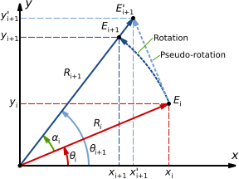 y
y'i+1
E'i+1
yi+1
Ei+1
Rotation
Pseudo-rotation
Ri+1
yi
Ei
Ri
αi
θi
θi+1
xi+1
x'i+1
xi
x